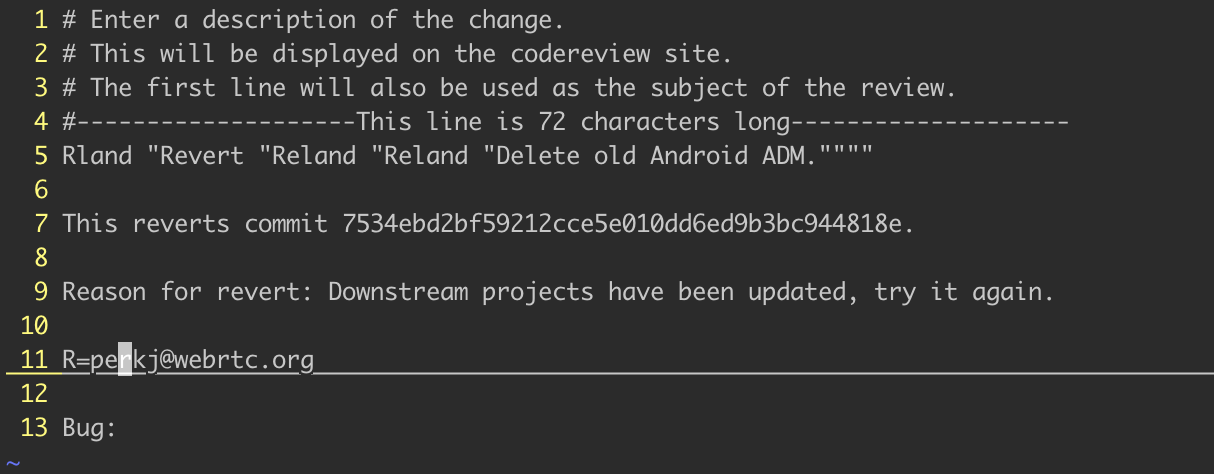 1 # Enter a description of the change.
2 # This will be displayed on the codereview site.
3 # The first line will also be used as the subject of the review.
4 #--------------------This line is 72 characters long--------------------
5 Rland "Revert "Reland "Reland "Delete old Android ADM.""""
6
7 This reverts commit 7534ebd2bf59212cce5e010dd6ed9b3bc944818e.
8
9 Reason for revert: Downstream projects have been updated, try it again.
10
11 R=perkj@webrtc.org
12
13 Bug:
~